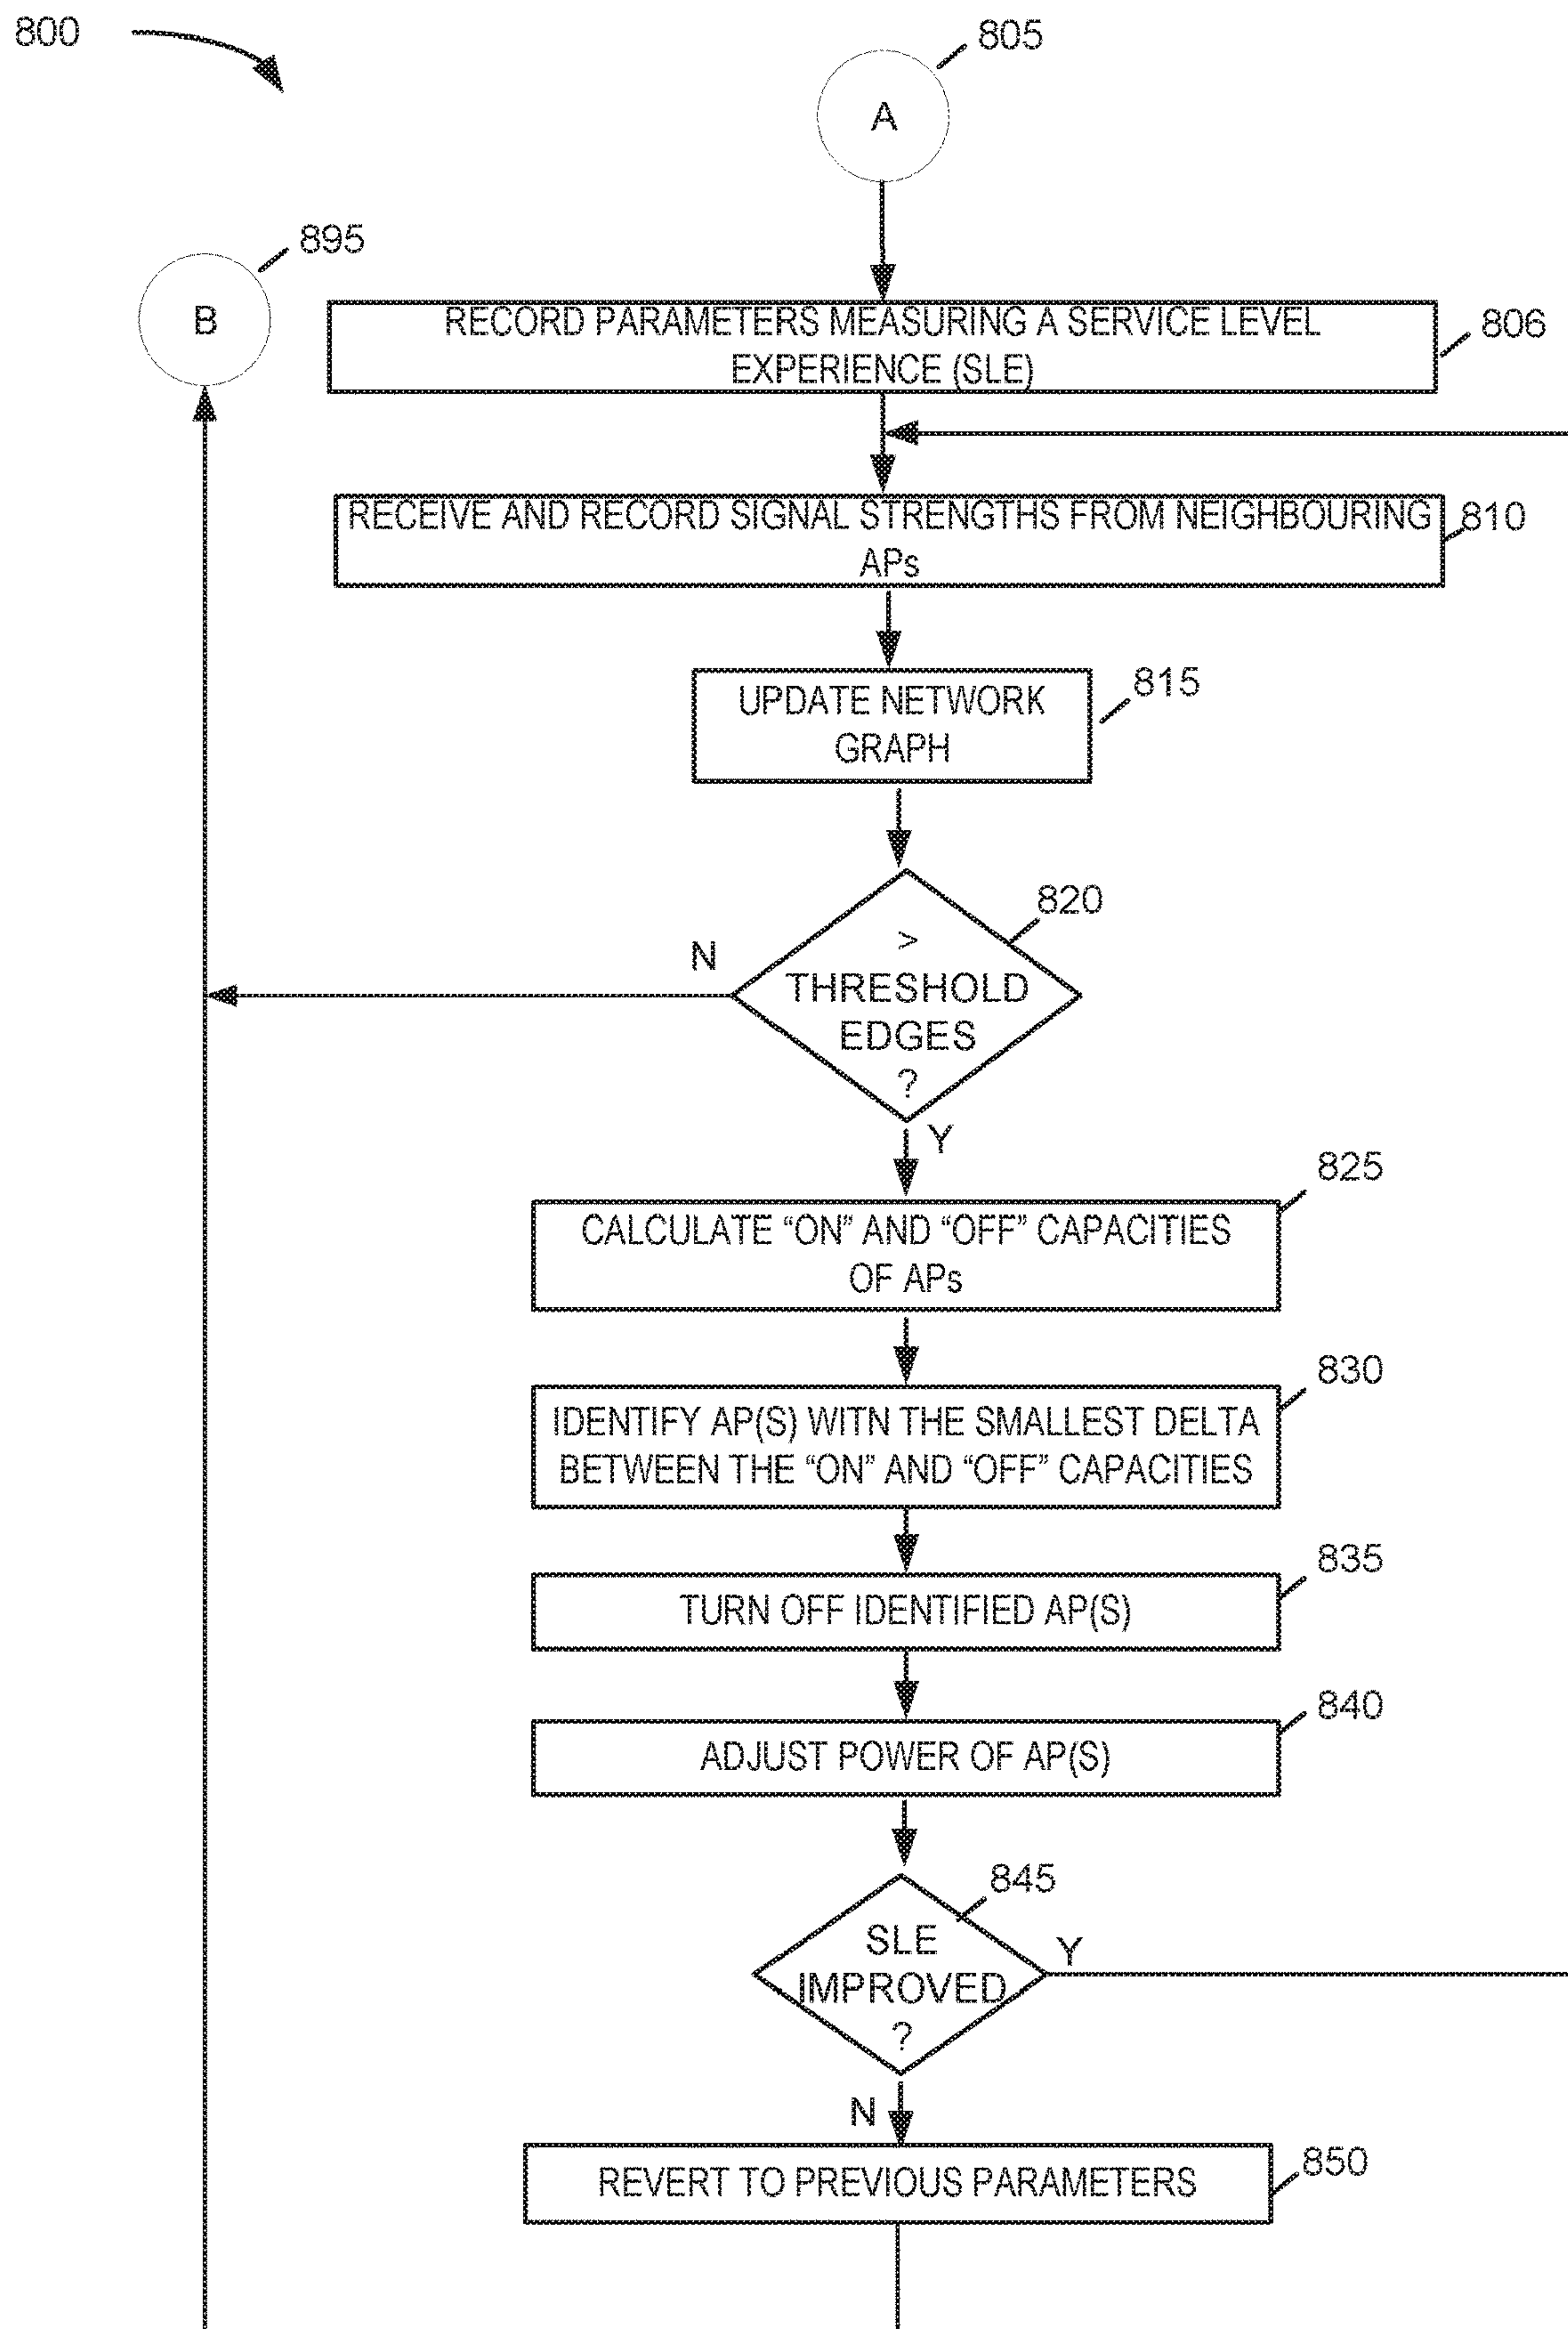 800
805
A
895
B
RECORD PARAMETERS MEASURING A SERVICE LEVEL
EXPERIENCE (SLE)
806
RECEIVE AND RECORD SIGNAL STRENGTHS FROM NEIGHBOURING
APs
810
UPDATE NETWORK
GRAPH
815
820
>
THRESHOLD
EDGES
?
N
Y
825
CALCULATE “ON” AND “OFF” CAPACITIES
OF APs
830
IDENTIFY AP(S) WITN THE SMALLEST DELTA
BETWEEN THE “ON” AND “OFF” CAPACITIES
835
TURN OFF IDENTIFIED AP(S)
840
ADJUST POWER OF AP(S)
845
SLE
IMPROVED
?
Y
N
REVERT TO PREVIOUS PARAMETERS
850